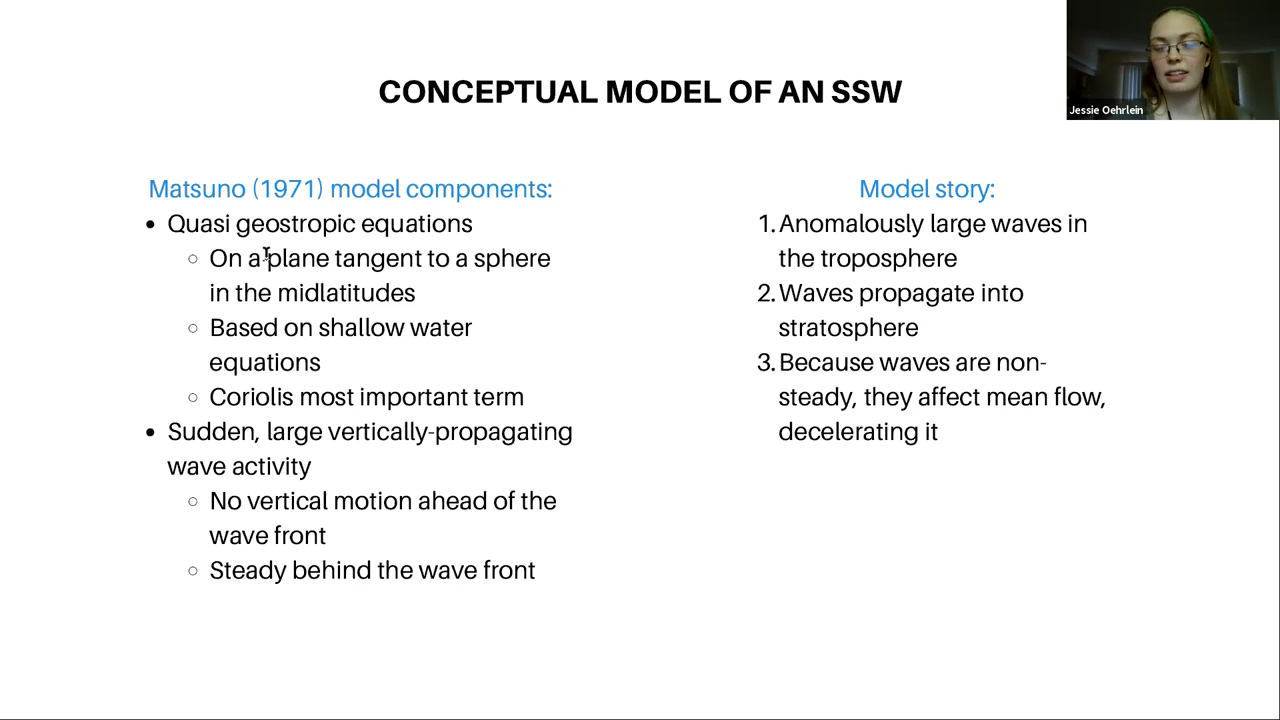 CONCEPTUAL MODEL OF AN SSW
Jessie Oehrlein
Matsuno (1971) model components:
• Quasi geostropic equations
○ On a plane tangent to a sphere
in the midlatitudes
○ Based on shallow water
equations
○ Coriolis most important term
• Sudden, large vertically-propagating
wave activity
○ No vertical motion ahead of the
wave front
○ Steady behind the wave front
Model story:
1. Anomalously large waves in
the troposphere
2. Waves propagate into
stratosphere
3. Because waves are non-
steady, they affect mean flow,
decelerating it